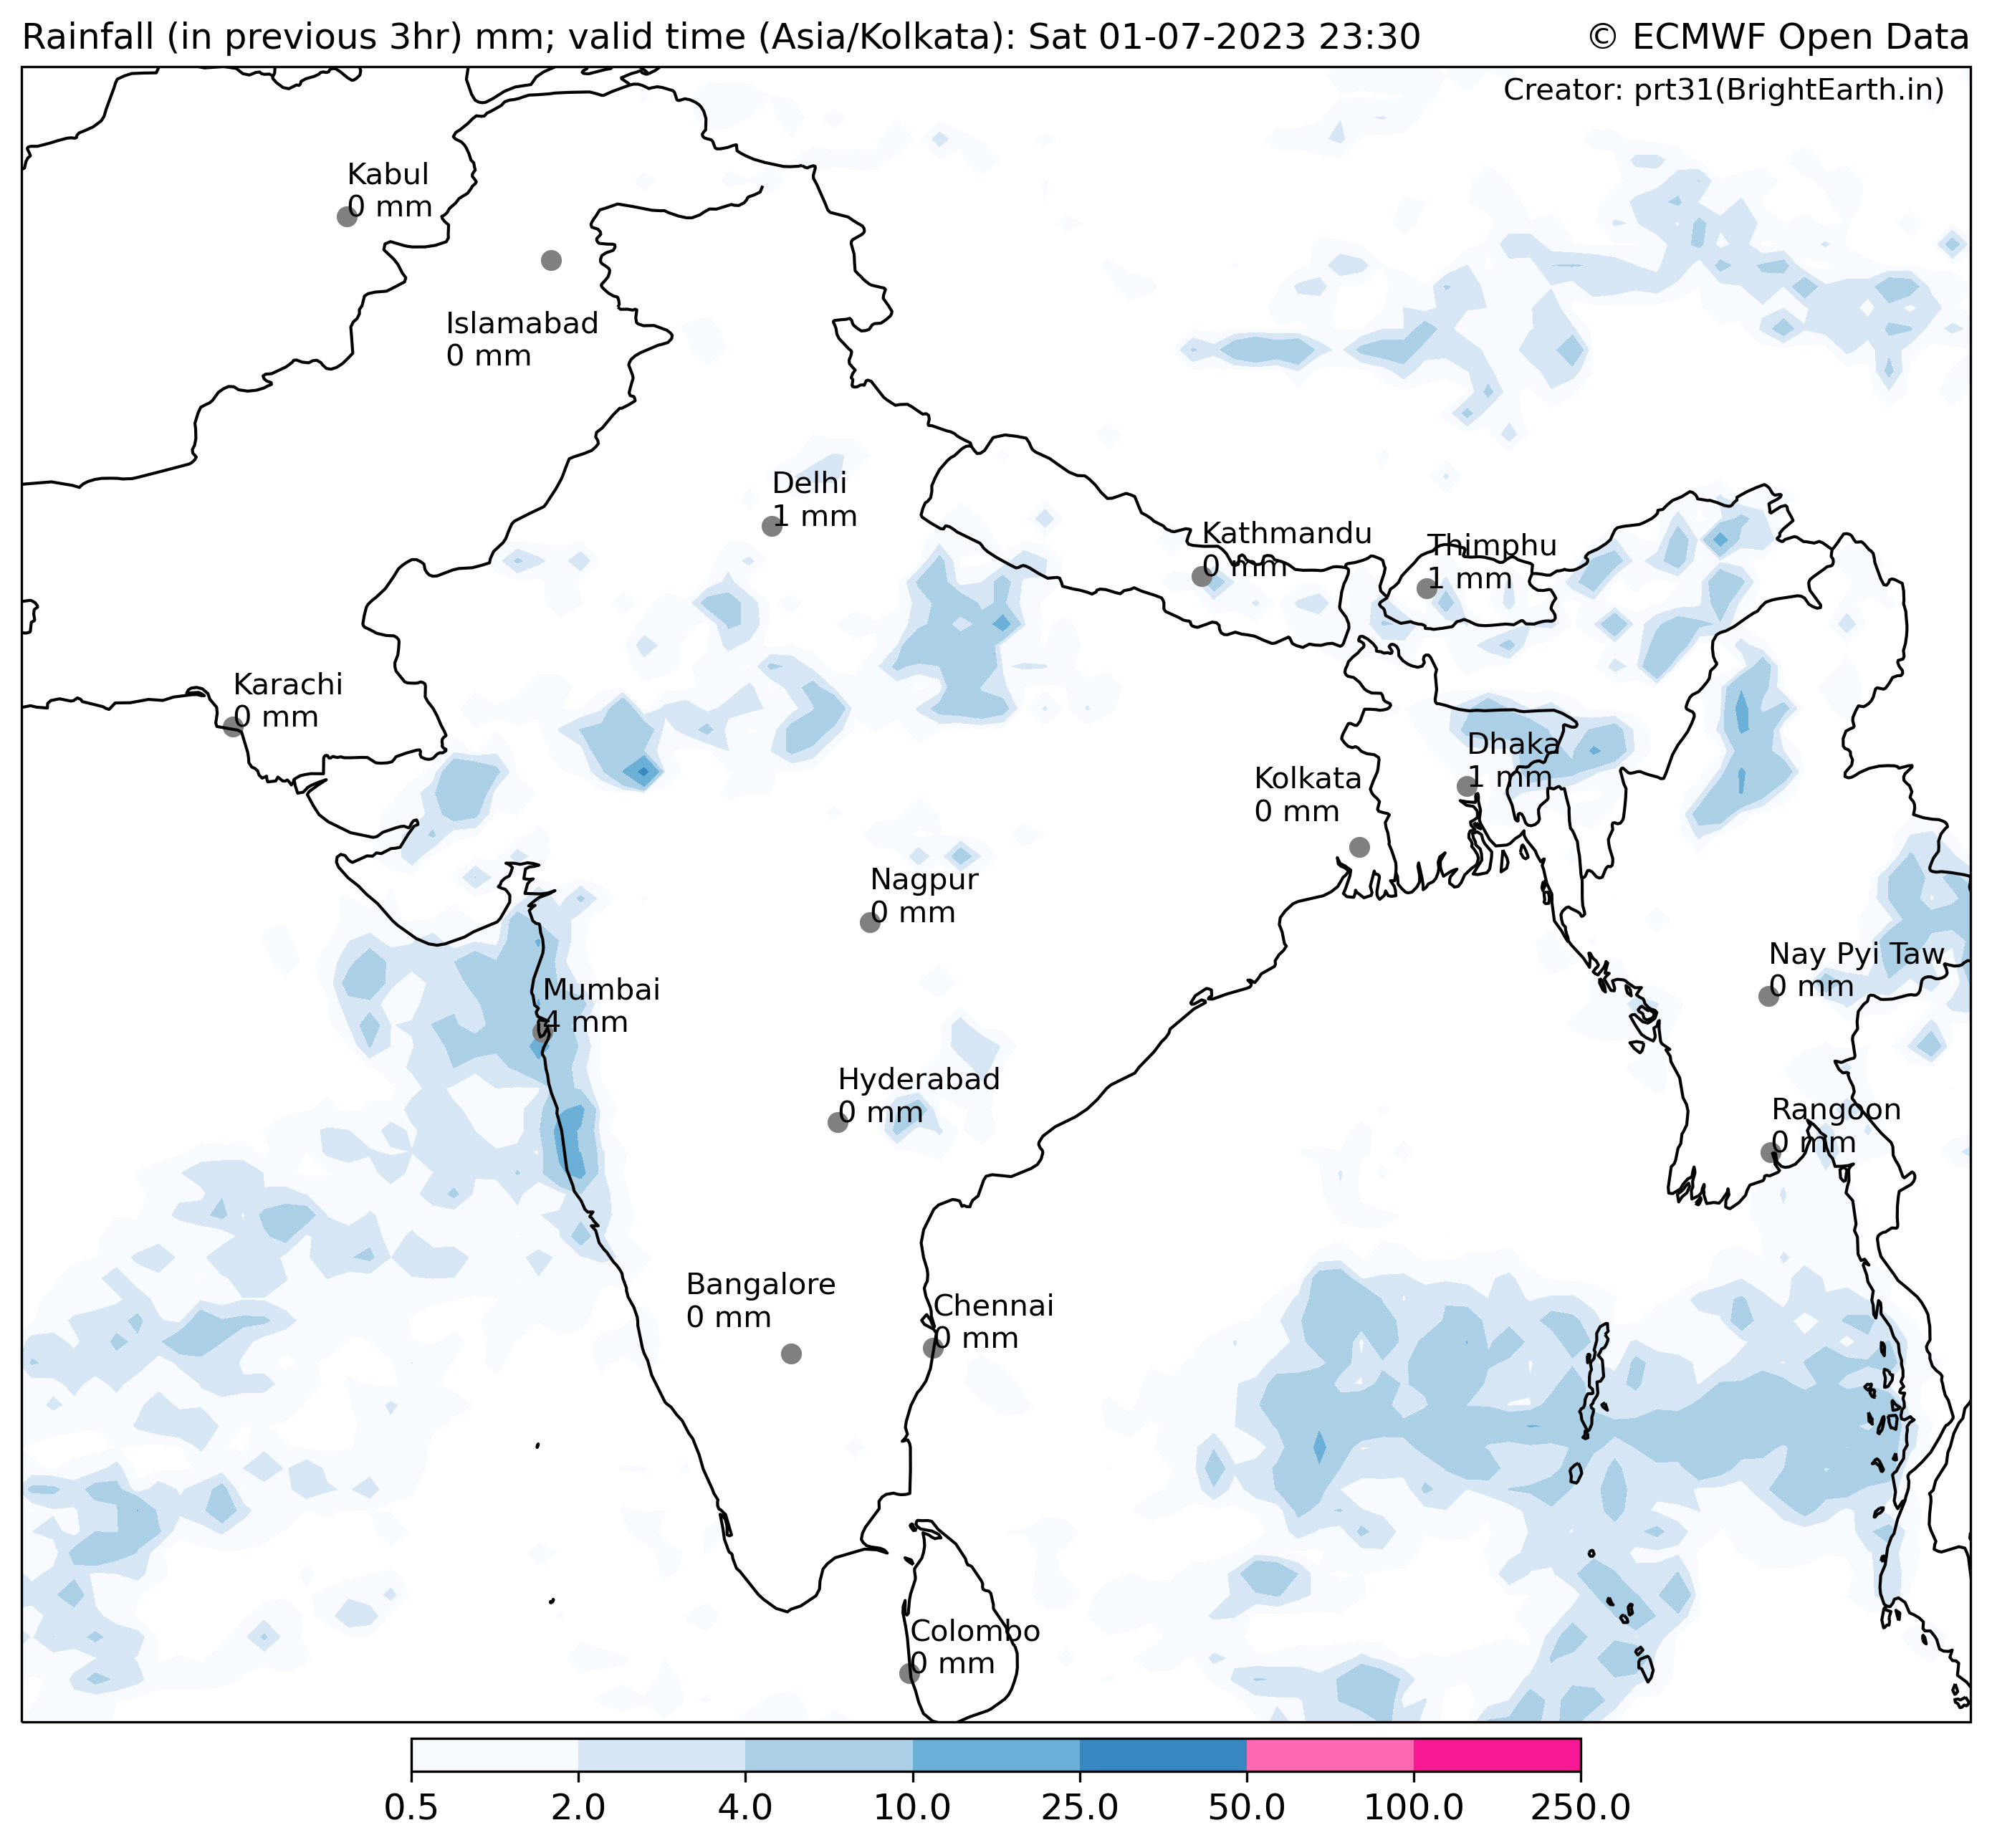 Rainfall (in previous 3hr) mm; valid time (Asia/Kolkata): Sat 01-07-2023 23:30
© ECMWF Open Data
Creator: prt31(BrightEarth.in)
Kabul
0 mm
Islamabad
0 mm
Delhi
1 mm
Kathmandu
0 mm
Thimphu
1 mm
Karachi
0 mm
Dhaka
1 mm
Kolkata
0 mm
Nagpur
0 mm
Nay Pyi Taw
0 mm
Mumbai
4 mm
Hyderabad
0 mm
Rangoon
0 mm
Bangalore
0 mm
Chennai
0 mm
Colombo
0 mm
0.5 2.0 4.0 10.0 25.0 50.0 100.0 250.0